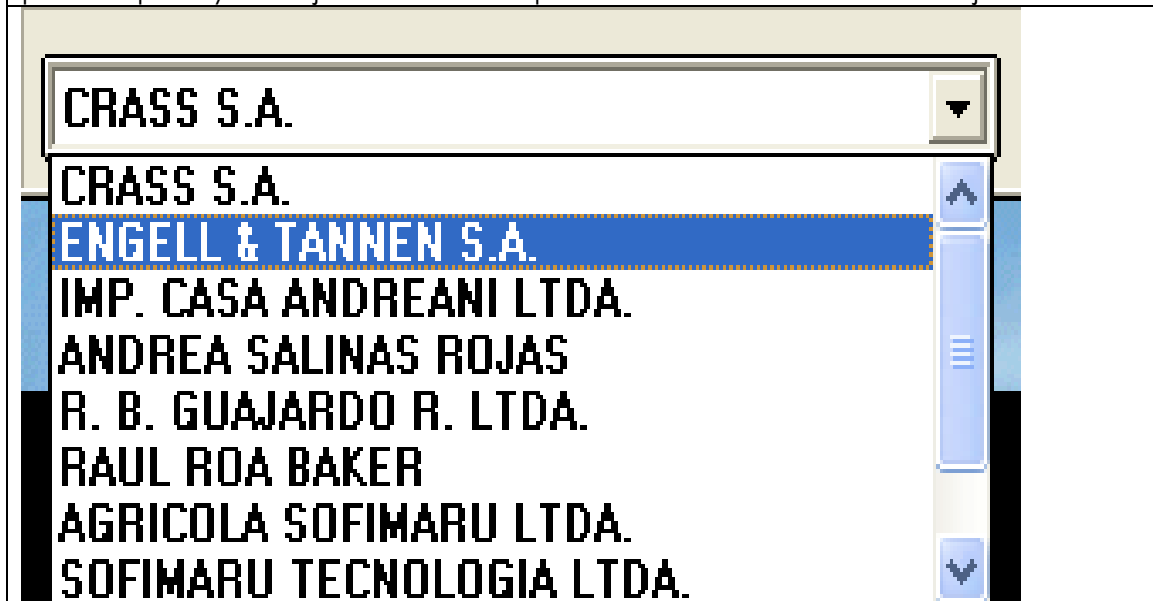 CRASS S.A.
CRASS S.A.
ENGELL & TANNEN S.A.
IMP. CASA ANDREANI LTDA.
ANDREA SALINAS ROJAS
R. B. GUAJARDO R. LTDA.
RAUL ROA BAKER
AGRICOLA SOFIMARU LTDA.
SOFIMARU TECNOLOGIA LTDA.